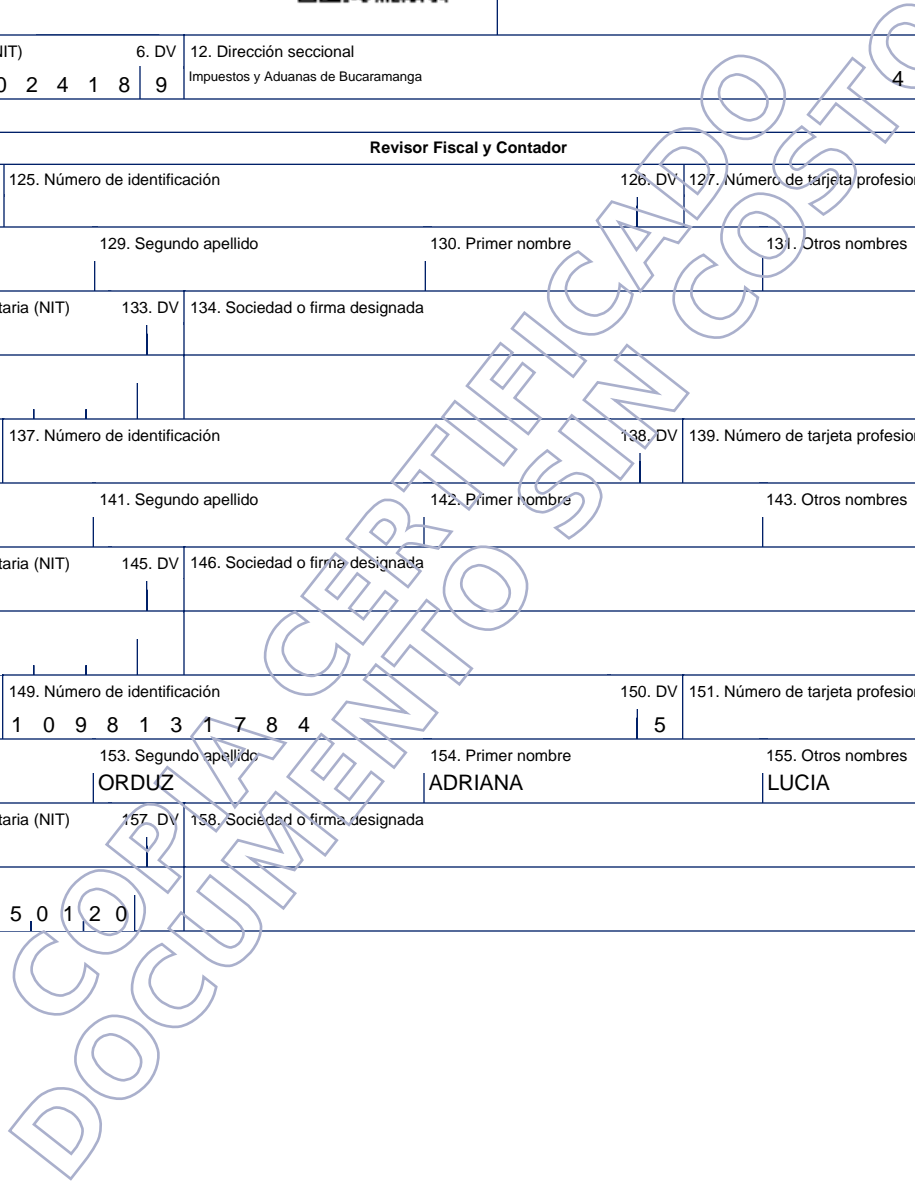 NIT) 6. DV 12. Dirección seccional
0 2 4 1 8 9 Impuestos y Aduanas de Bucaramanga 4
Revisor Fiscal y Contador
125. Número de identificación 126. DV 127. Número de tarjeta profesion
129. Segundo apellido 130. Primer nombre 131. Otros nombres
taria (NIT) 133. DV 134. Sociedad o firma designada
137. Número de identificación 138. DV 139. Número de tarjeta profesion
141. Segundo apellido 142. Primer nombre 143. Otros nombres
taria (NIT) 145. DV 146. Sociedad o firma designada
149. Número de identificación 150. DV 151. Número de tarjeta profesion
1 0 9 8 1 3 1 7 8 4 5
153. Segundo apellido 154. Primer nombre 155. Otros nombres
ORDUZ ADRIANA LUCIA
taria (NIT) 157. DV 158. Sociedad o firma designada
5 0 1 2 0
COPIA CERTIFICADO
DOCUMENTO SIN COSTO